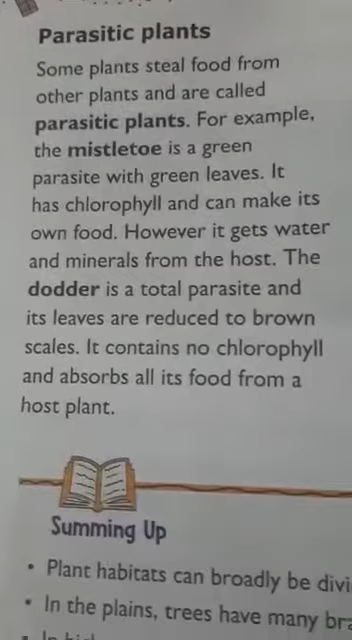 Parasitic plants
Some plants steal food from
other plants and are called
parasitic plants. For example,
the mistletoe is a green
parasite with green leaves. It
has chlorophyll and can make its
own food. However it gets water
and minerals from the host. The
dodder is a total parasite and
its leaves are reduced to brown
scales. It contains no chlorophyll
and absorbs all its food from a
host plant.
Summing Up
• Plant habitats can broadly be divi
• In the plains, trees have many bra